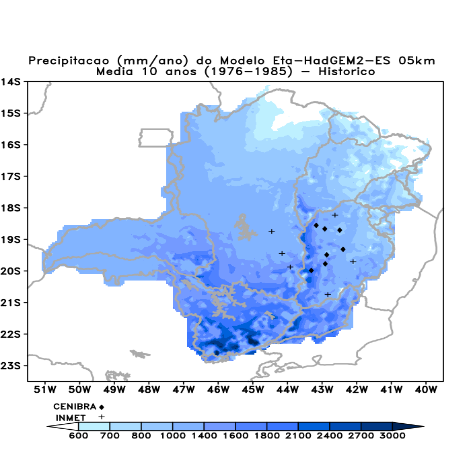 Precipitacao (mm/ano) do Modelo Eta-HadGEM2-ES 05km
Media 10 anos (1976-1985) - Historico
14S
15S
16S
17S
18S
19S
20S
21S
22S
23S
51W 50W 49W 48W 47W 46W 45W 44W 43W 42W 41W 40W
CENIBRA
INMET
600 700 800 1000 1400 1600 1800 2100 2400 2700 3000